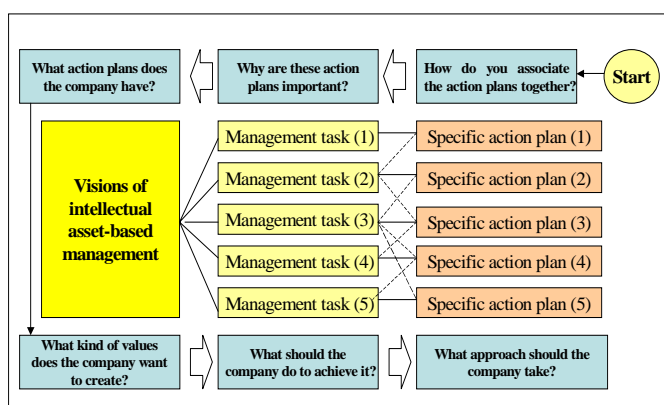 What action plans does
the company have?
Why are these action
plans important?
How do you associate
the action plans together?
Start
Visions of
intellectual
asset-based
management
Management task (1)
Specific action plan (1)
Management task (2)
Specific action plan (2)
Management task (3)
Specific action plan (3)
Management task (4)
Specific action plan (4)
Management task (5)
Specific action plan (5)
What kind of values
does the company want
to create?
What should the
company do to achieve it?
What approach should the
company take?